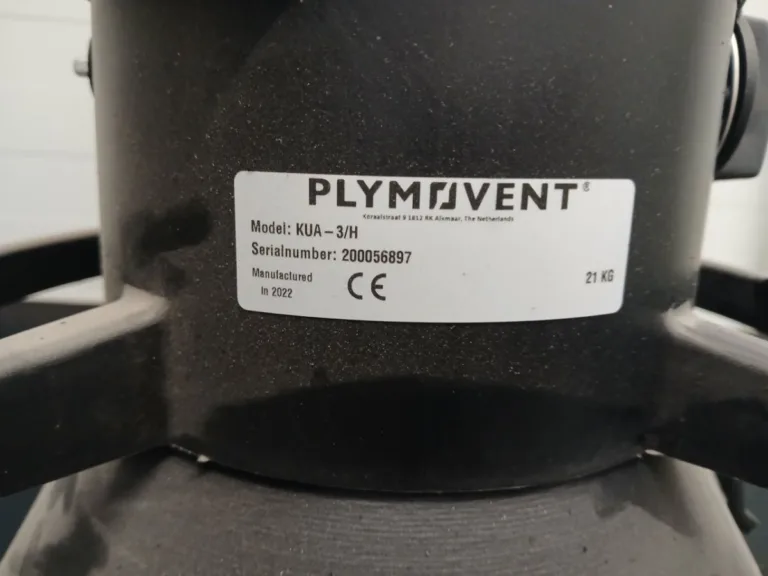 PLYMOVENT®
Koraalstraat 9 1812 RK Alkmaar, The Netherlands
Model: KUA-3/H
Serialnumber: 200056897
Manufactured
In 2022
CE
21 KG